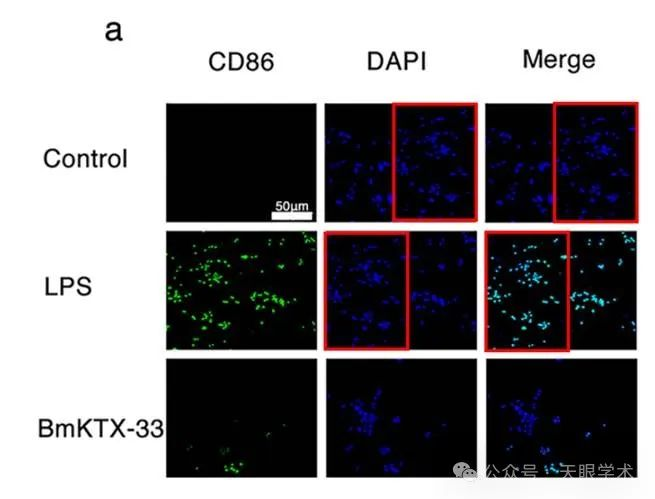 a
CD86 DAPI Merge
Control
50μm
LPS
BmKTX-33
公众号 · 天眼学术